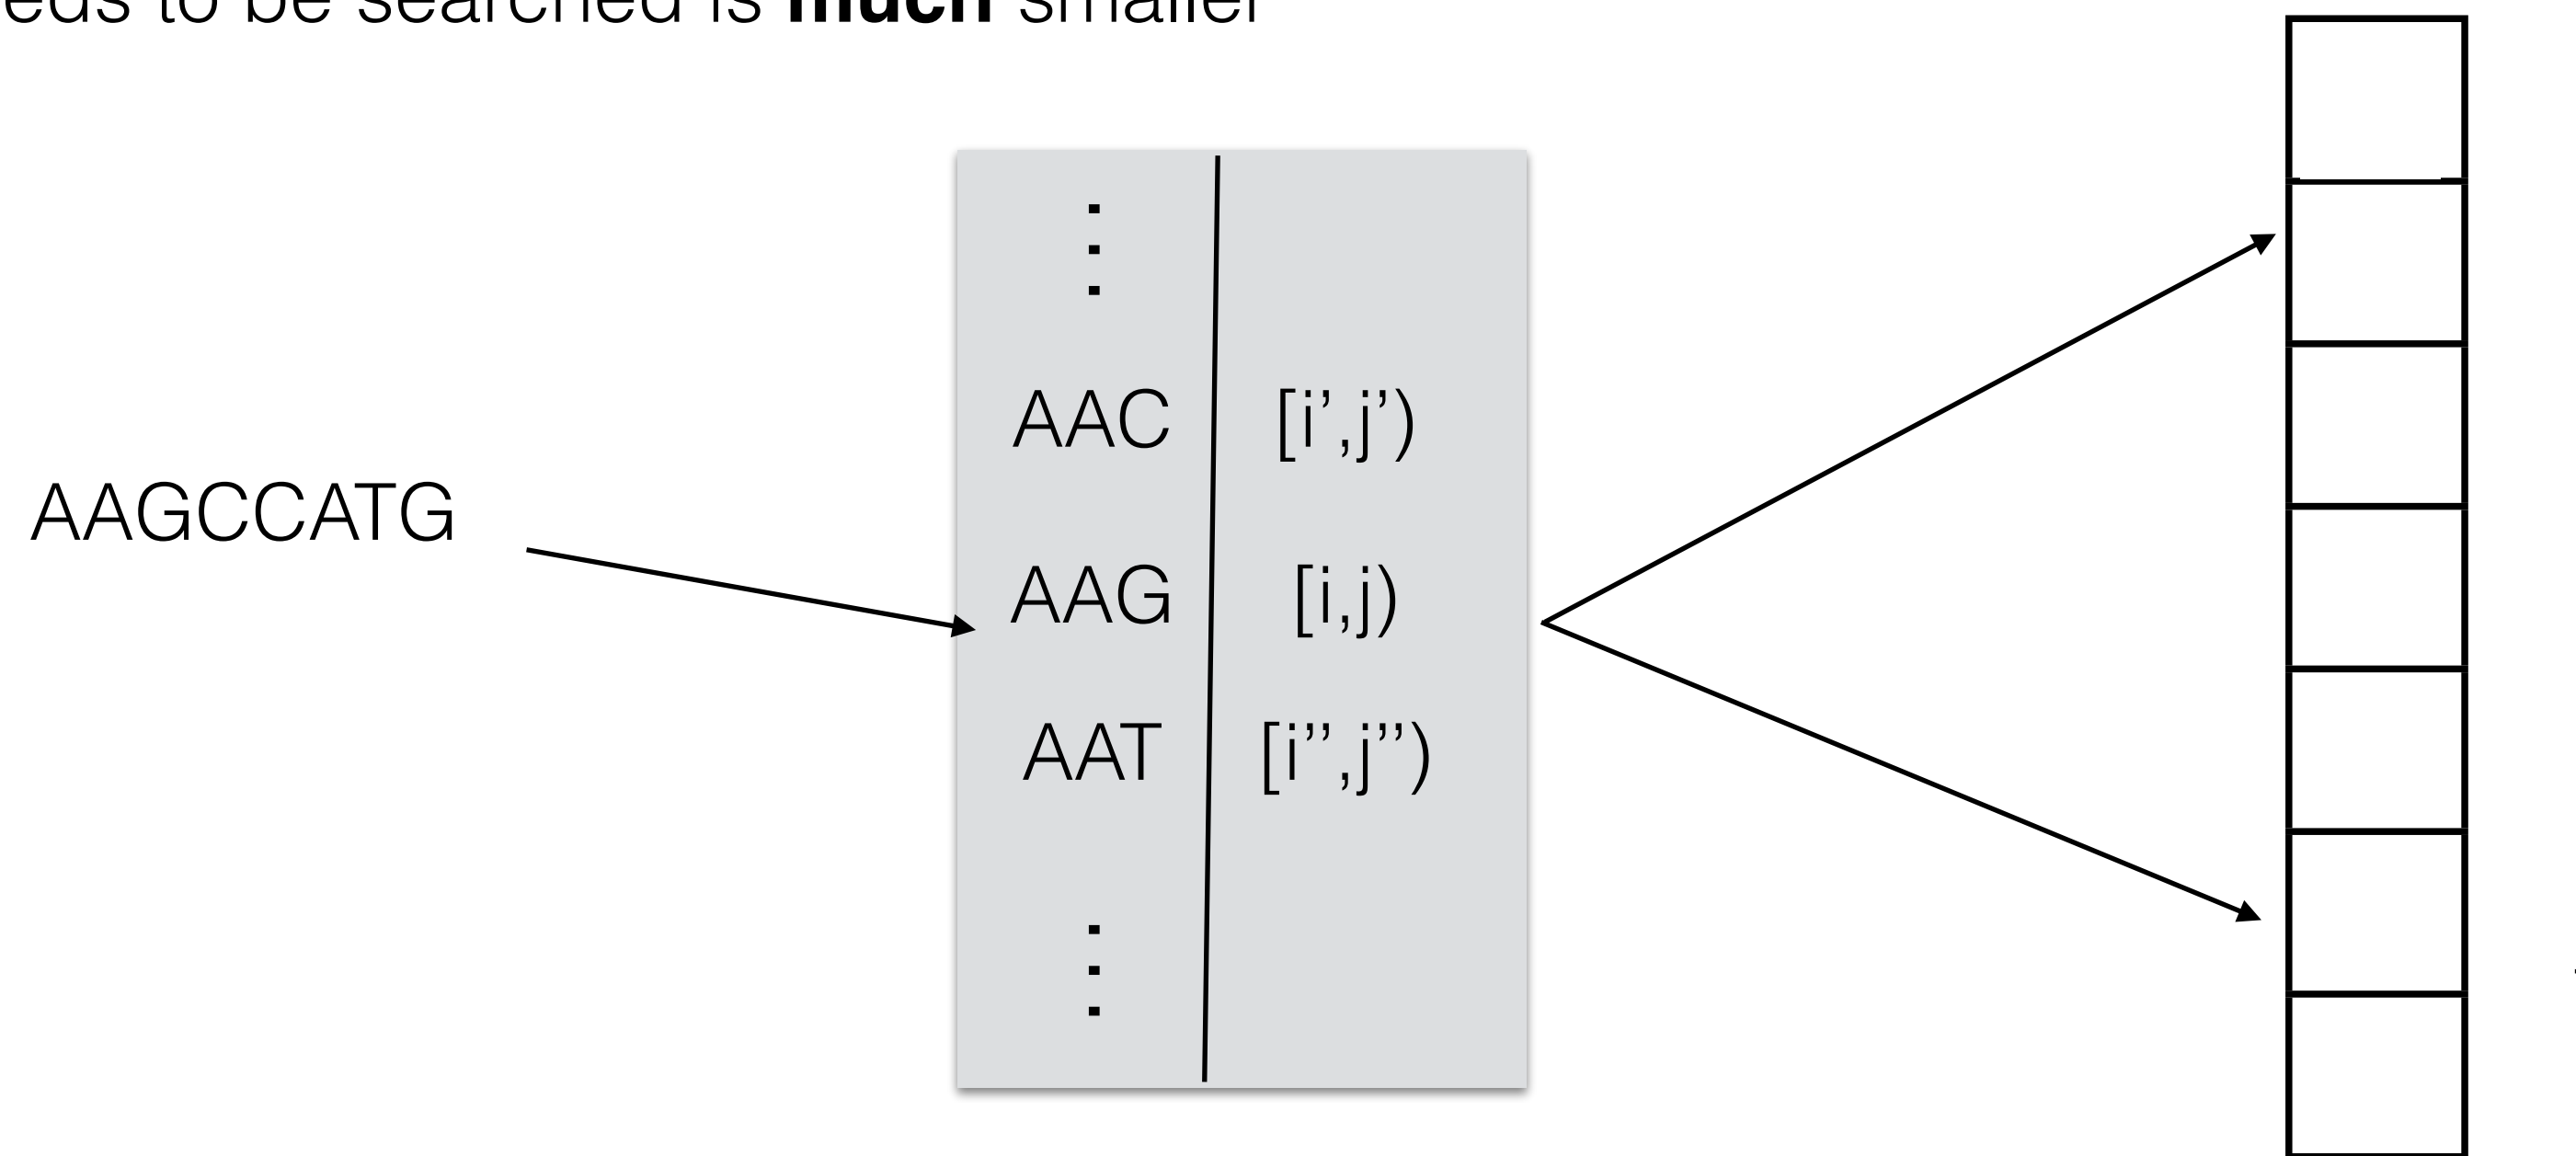 eds to be searched is much smaller
⋮
AAC [i’,j’)
AAGCCATG
AAG [i,j)
AAT [i’’,j’’)
⋮